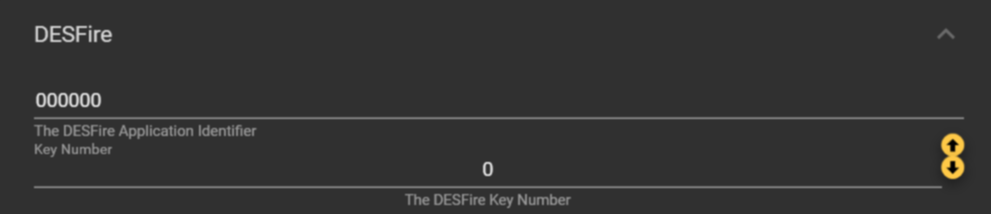 DESFire
000000
The DESFire Application Identifier
Key Number
0
The DESFire Key Number